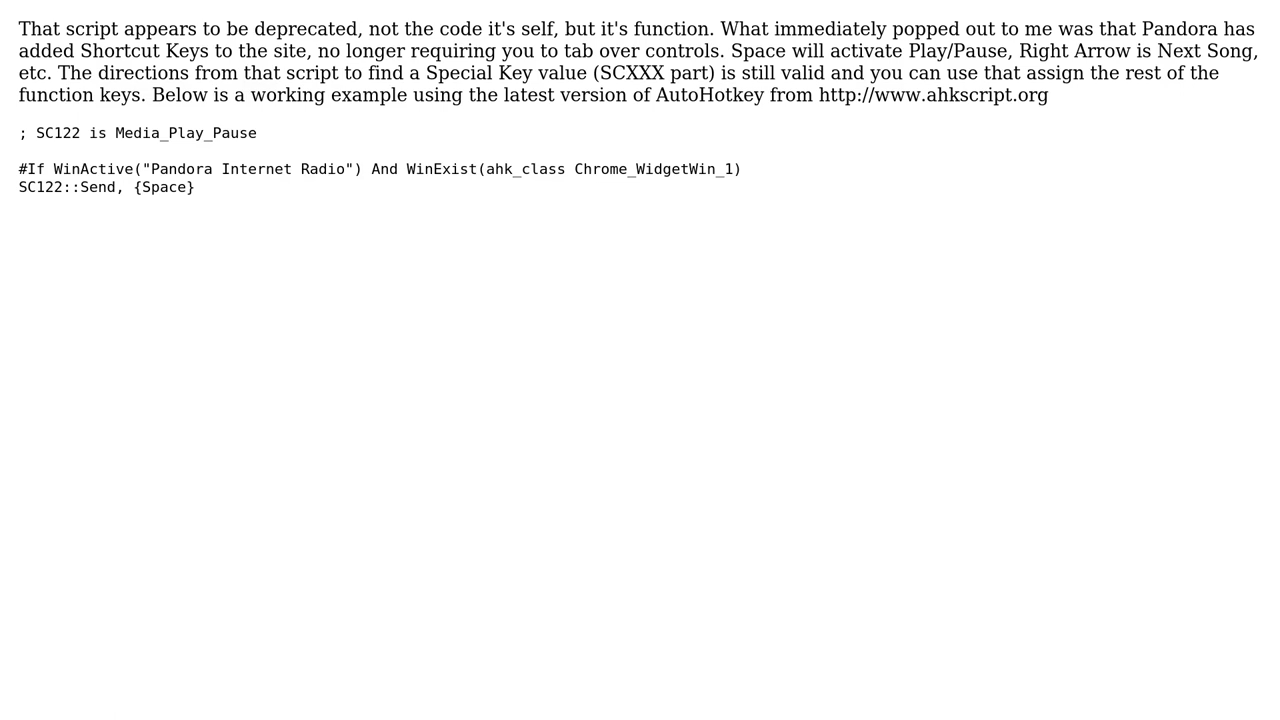 That script appears to be deprecated, not the code it's self, but it's function. What immediately popped out to me was that Pandora has
added Shortcut Keys to the site, no longer requiring you to tab over controls. Space will activate Play/Pause, Right Arrow is Next Song,
etc. The directions from that script to find a Special Key value (SCXXX part) is still valid and you can use that assign the rest of the
function keys. Below is a working example using the latest version of AutoHotkey from http://www.ahkscript.org
; SC122 is Media_Play_Pause
#If WinActive("Pandora Internet Radio") And WinExist(ahk_class Chrome_WidgetWin_1)
SC122::Send, {Space}